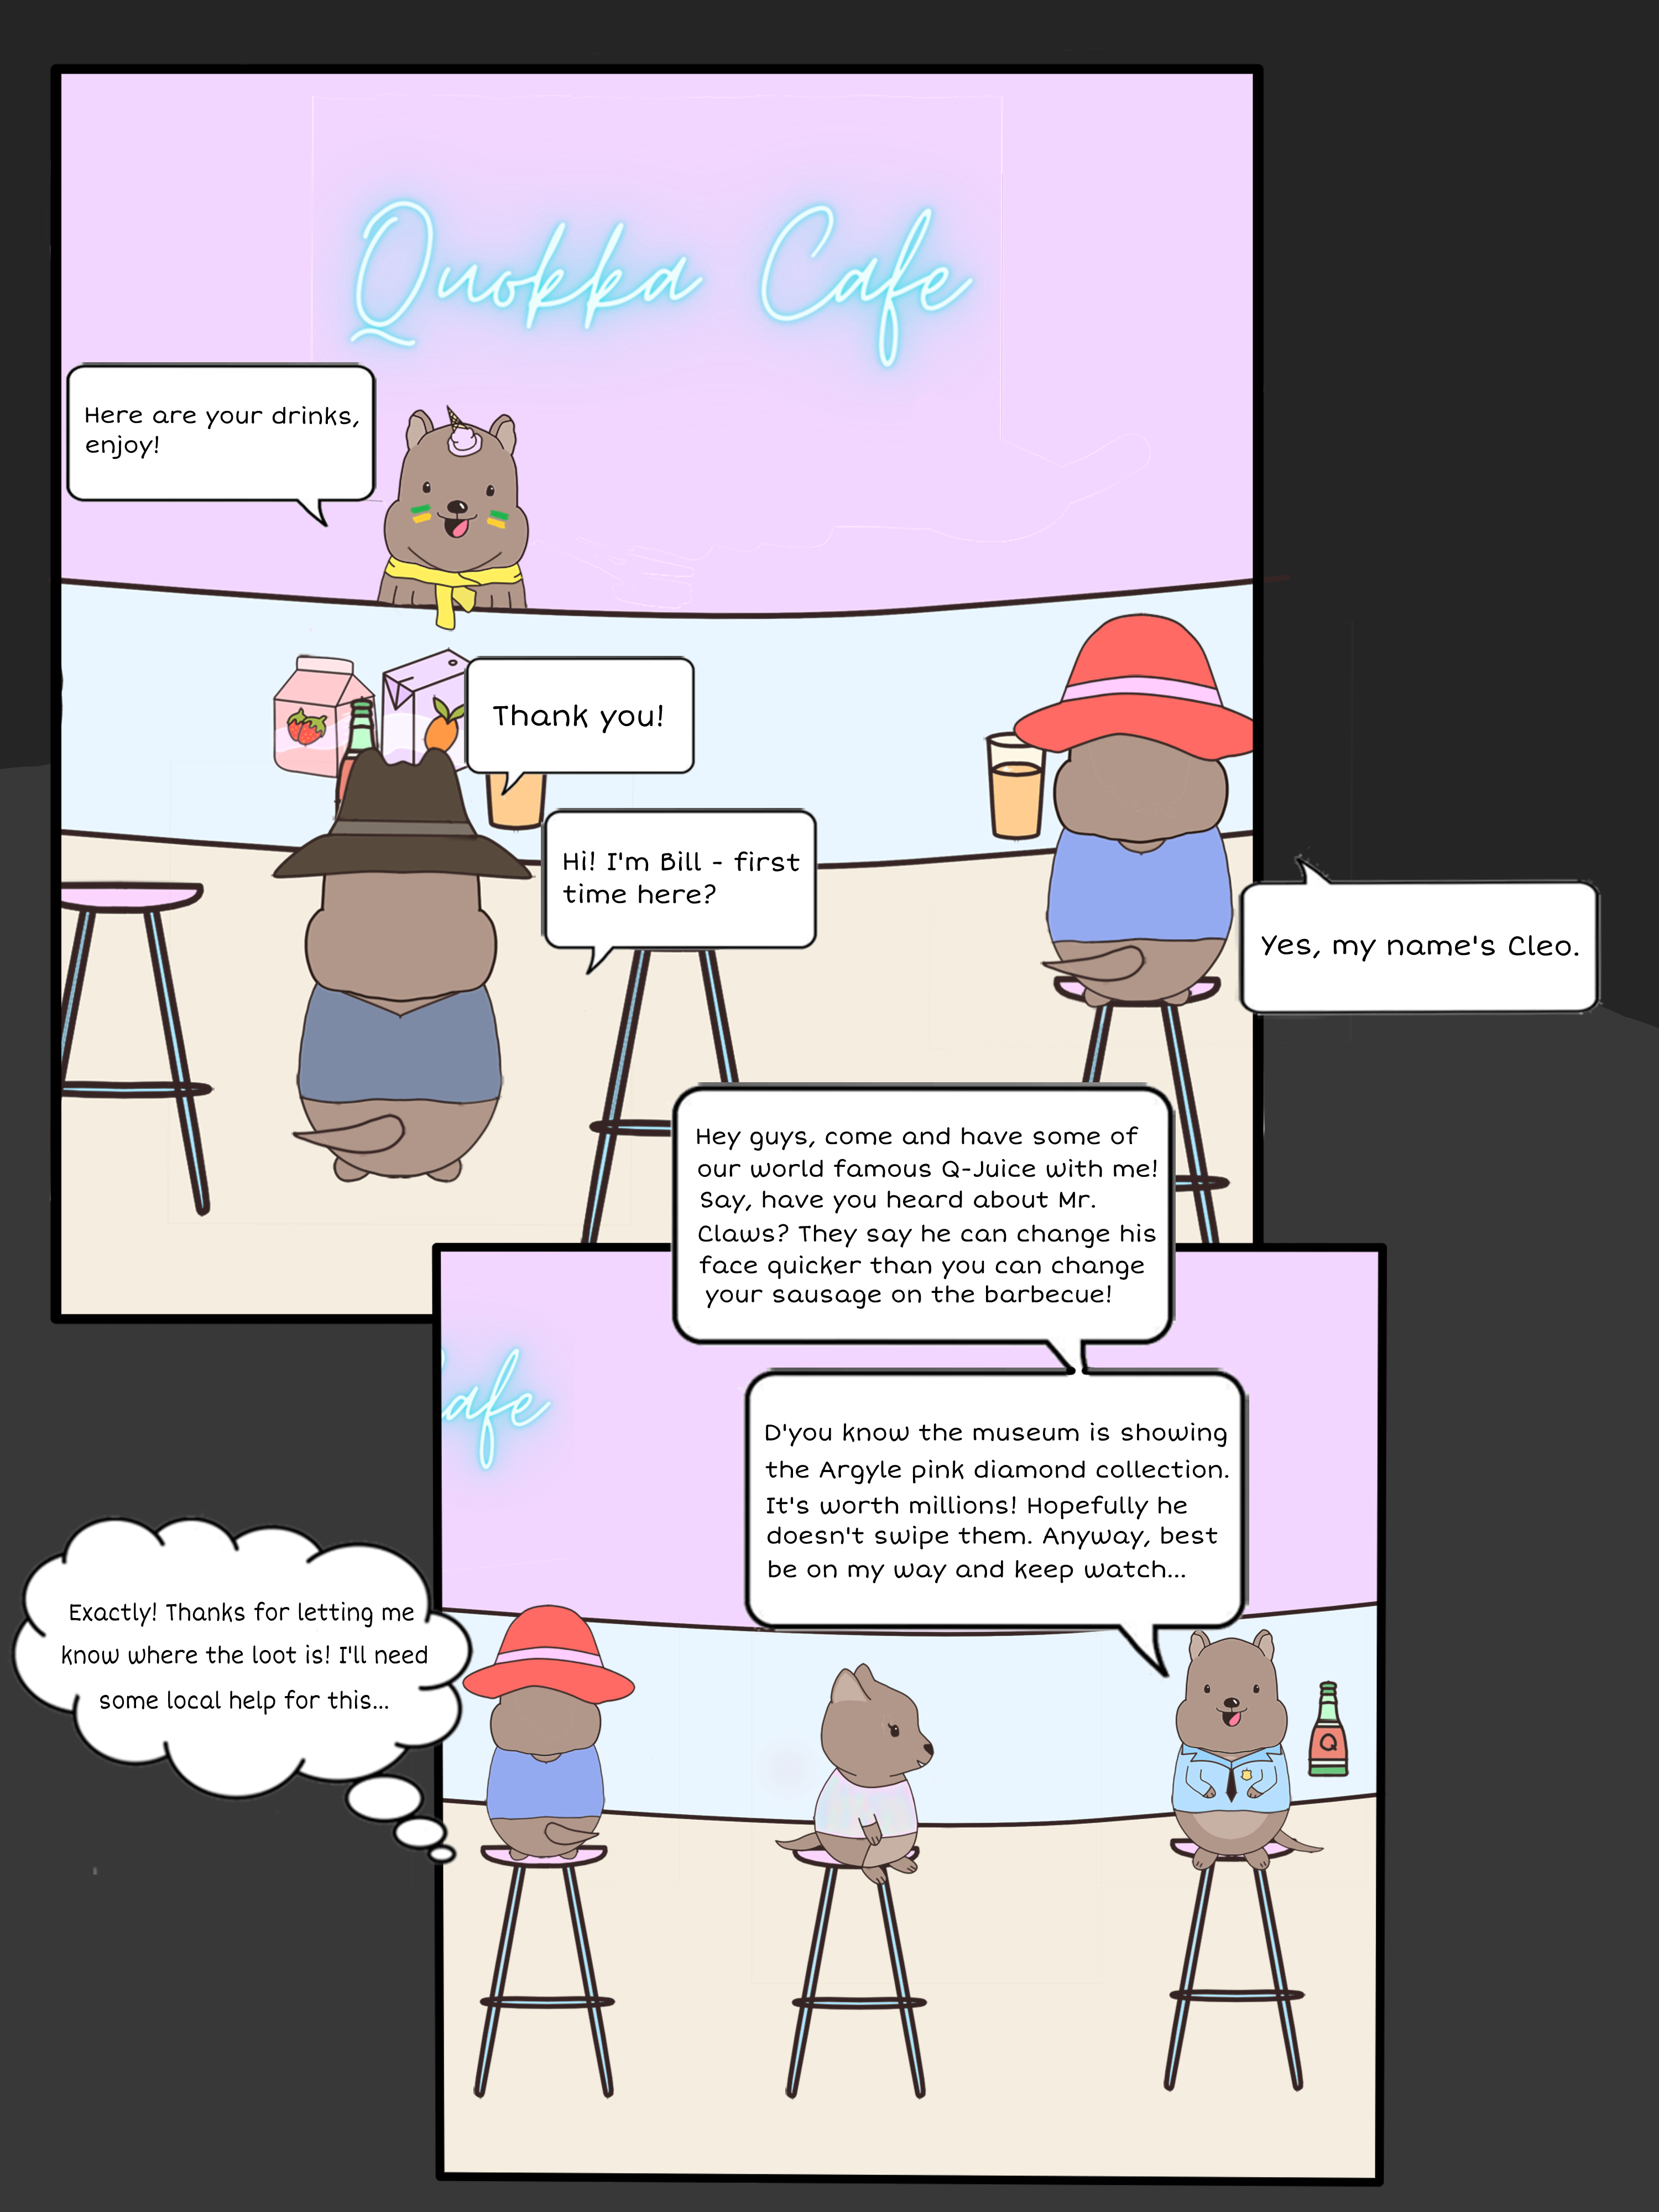 Quokka Cafe
Here are your drinks,
enjoy!
Thank you!
Hi! I'm Bill - first
time here?
Yes, my name's Cleo.
Hey guys, come and have some of
our world famous Q-Juice with me!
Say, have you heard about Mr.
Claws? They say he can change his
face quicker than you can change
your sausage on the barbecue!
afe
D'you know the museum is showing
the Argyle pink diamond collection.
It's worth millions! Hopefully he
doesn't swipe them. Anyway, best
be on my way and keep watch...
Exactly! Thanks for letting me
know where the loot is! I'll need
some local help for this...
Q